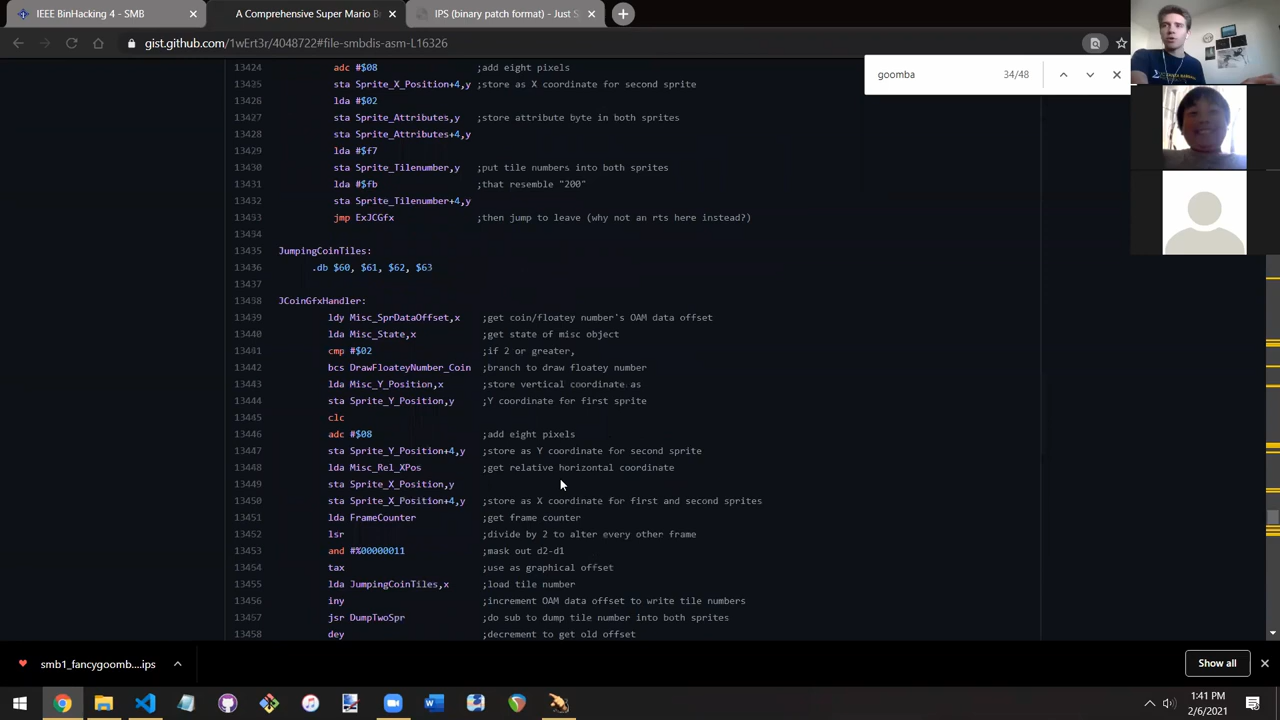 IEEE BinHacking 4 - SMB
A Comprehensive Super Mario B
IPS (binary patch format) - Just S
gist.github.com/1wErt3r/4048722#file-smbdis-asm-L16326
goomba 34/48
13424 adc #$08 ;add eight pixels
13425 sta Sprite_X_Position+4,y ;store as X coordinate for second sprite
13426 lda #$02
13427 sta Sprite_Attributes,y ;store attribute byte in both sprites
13428 sta Sprite_Attributes+4,y
13429 lda #$f7
13430 sta Sprite_Tilenumber,y ;put tile numbers into both sprites
13431 lda #$fb ;that resemble "200"
13432 sta Sprite_Tilenumber+4,y
13433 jmp ExJCGfx ;then jump to leave (why not an rts here instead?)
13434
13435 JumpingCoinTiles:
13436 .db $60, $61, $62, $63
13437
13438 JCoinGfxHandler:
13439 ldy Misc_SprDataOffset,x ;get coin/floatey number's OAM data offset
13440 lda Misc_State,x ;get state of misc object
13441 cmp #$02 ;if 2 or greater,
13442 bcs DrawFloateyNumber_Coin ;branch to draw floatey number
13443 lda Misc_Y_Position,x ;store vertical coordinate as
13444 sta Sprite_Y_Position,y ;Y coordinate for first sprite
13445 clc
13446 adc #$08 ;add eight pixels
13447 sta Sprite_Y_Position+4,y ;store as Y coordinate for second sprite
13448 lda Misc_Rel_XPos ;get relative horizontal coordinate
13449 sta Sprite_X_Position,y
13450 sta Sprite_X_Position+4,y ;store as X coordinate for first and second sprites
13451 lda FrameCounter ;get frame counter
13452 lsr ;divide by 2 to alter every other frame
13453 and #%00000011 ;mask out d2-d1
13454 tax ;use as graphical offset
13455 lda JumpingCoinTiles,x ;load tile number
13456 iny ;increment OAM data offset to write tile numbers
13457 jsr DumpTwoSpr ;do sub to dump tile number into both sprites
13458 dey ;decrement to get old offset
smb1_fancygoomb....ips
Show all
1:41 PM
2/6/2021